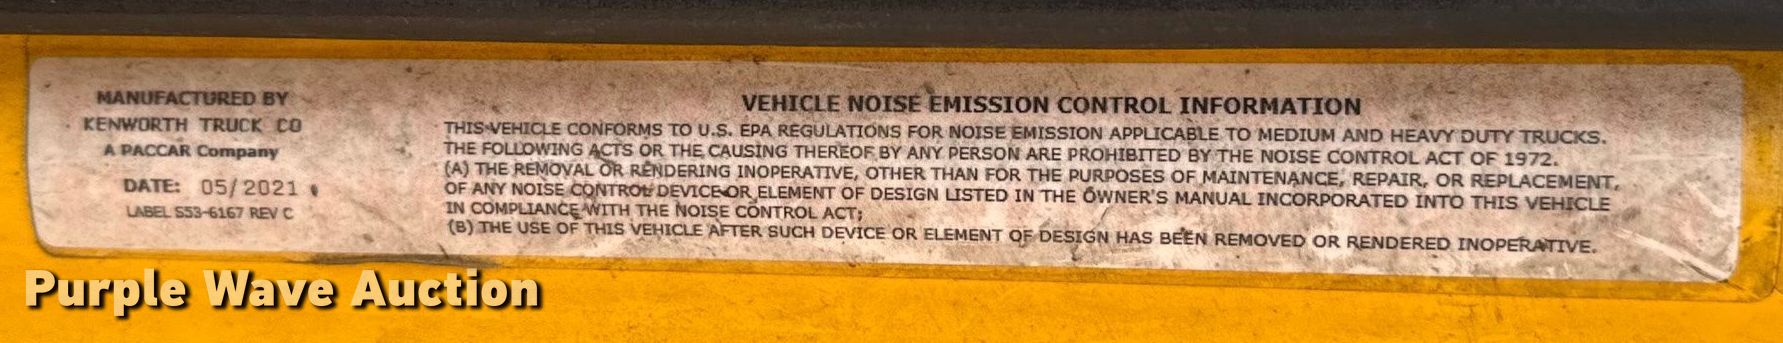 MANUFACTURED BY
KENWORTH TRUCK CO
A PACCAR Company
DATE: 05/2021
LABEL S53-6167 REV C
VEHICLE NOISE EMISSION CONTROL INFORMATION
THIS VEHICLE CONFORMS TO U.S. EPA REGULATIONS FOR NOISE EMISSION APPLICABLE TO MEDIUM AND HEAVY DUTY TRUCKS.
THE FOLLOWING ACTS OR THE CAUSING THEREOF BY ANY PERSON ARE PROHIBITED BY THE NOISE CONTROL ACT OF 1972.
(A) THE REMOVAL OR RENDERING INOPERATIVE, OTHER THAN FOR THE PURPOSES OF MAINTENANCE, REPAIR, OR REPLACEMENT,
OF ANY NOISE CONTROL DEVICE OR ELEMENT OF DESIGN LISTED IN THE OWNER'S MANUAL INCORPORATED INTO THIS VEHICLE
IN COMPLIANCE WITH THE NOISE CONTROL ACT;
(B) THE USE OF THIS VEHICLE AFTER SUCH DEVICE OR ELEMENT OF DESIGN HAS BEEN REMOVED OR RENDERED INOPERATIVE.
Purple Wave Auction